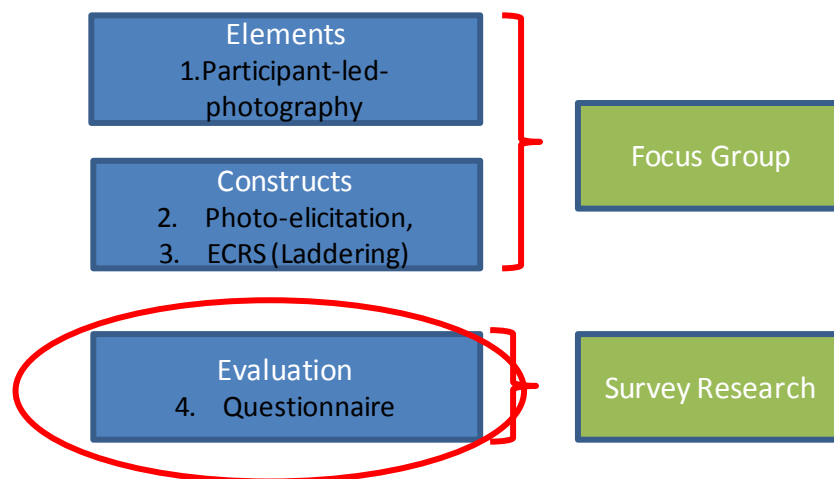 Elements
1.Participant-led-
photography
Focus Group
Constructs
2. Photo-elicitation,
3. ECRS (Laddering)
Evaluation
4. Questionnaire
Survey Research